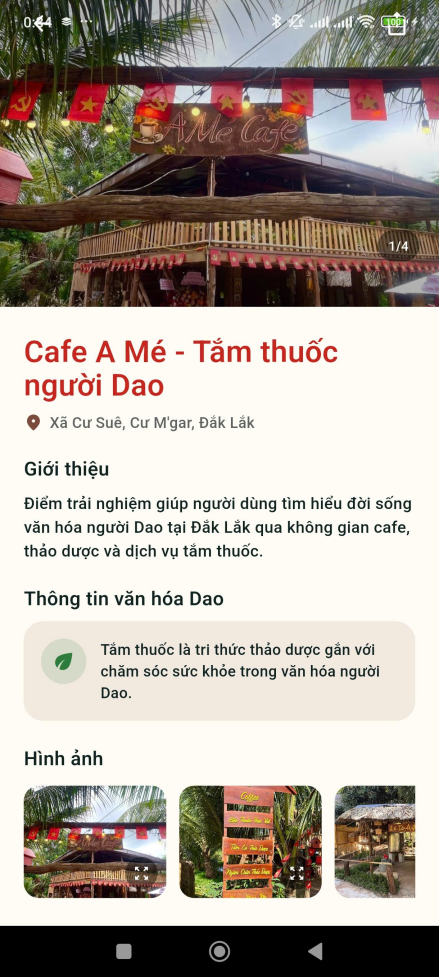 0:44
100
AMe Cafe
1/4
Cafe A Mé - Tắm thuốc
người Dao
Xã Cư Suê, Cư M'gar, Đắk Lắk
Giới thiệu
Điểm trải nghiệm giúp người dùng tìm hiểu đời sống
văn hóa người Dao tại Đắk Lắk qua không gian cafe,
thảo dược và dịch vụ tắm thuốc.
Thông tin văn hóa Dao
Tắm thuốc là tri thức thảo dược gắn với
chăm sóc sức khỏe trong văn hóa người
Dao.
Hình ảnh
Coffee